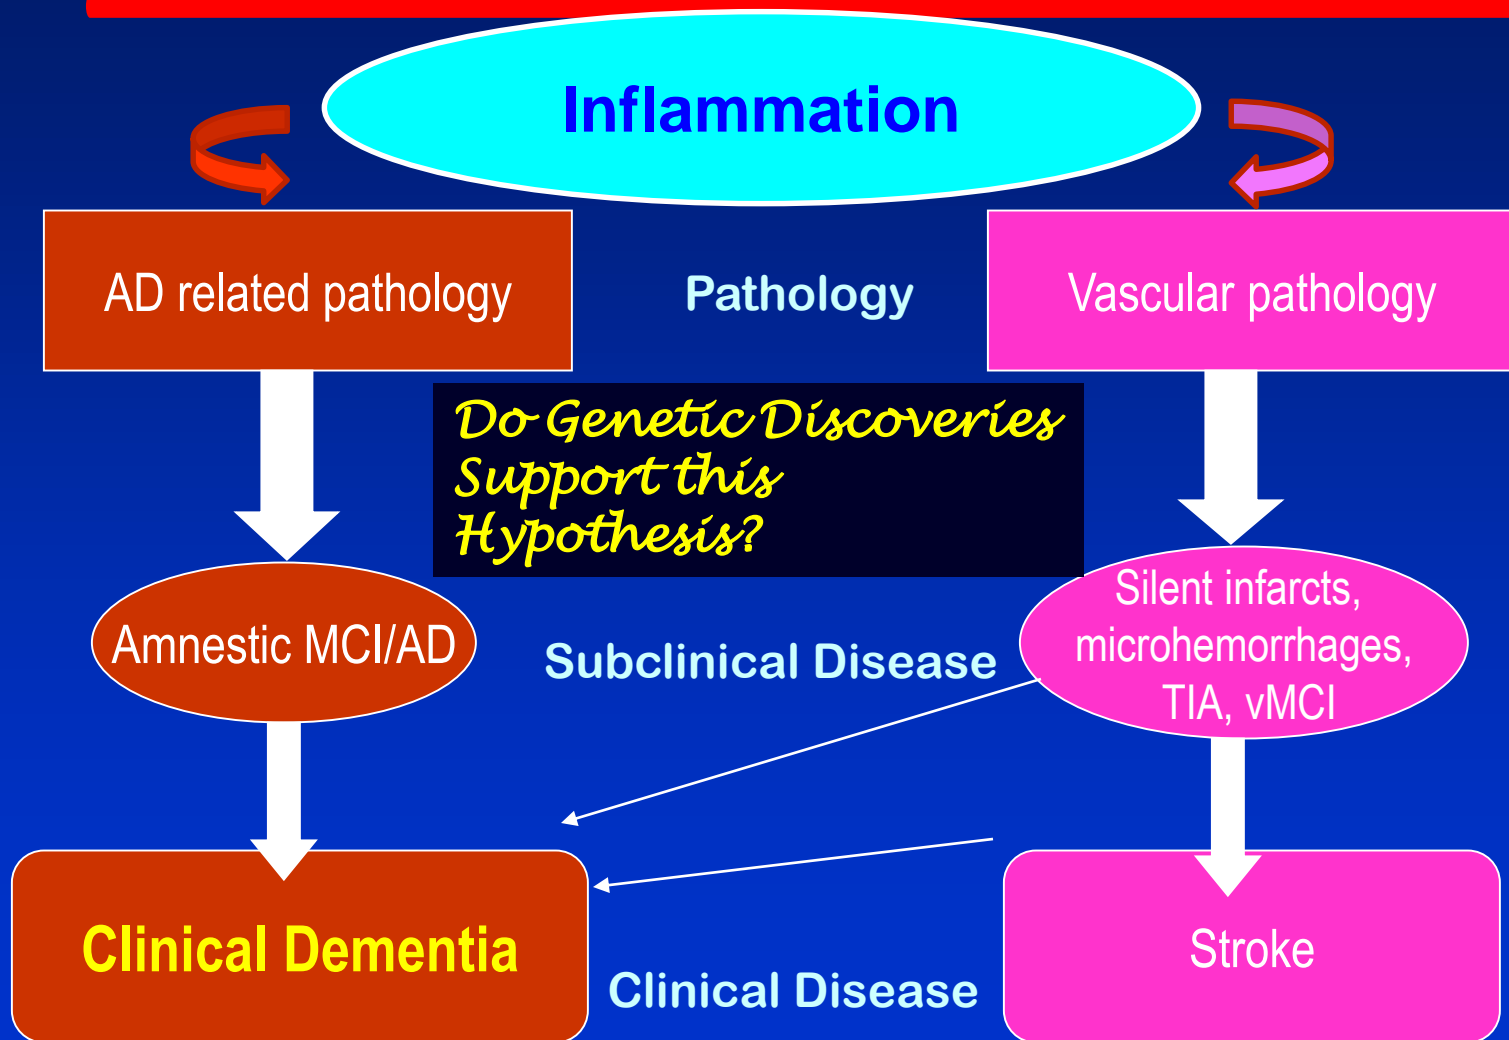 Inflammation
AD related pathology
Pathology
Vascular pathology
Do Genetic Discoveries
Support this
Hypothesis?
Amnestic MCI/AD
Subclinical Disease
Silent infarcts,
microhemorrhages,
TIA, vMCI
Clinical Dementia
Clinical Disease
Stroke